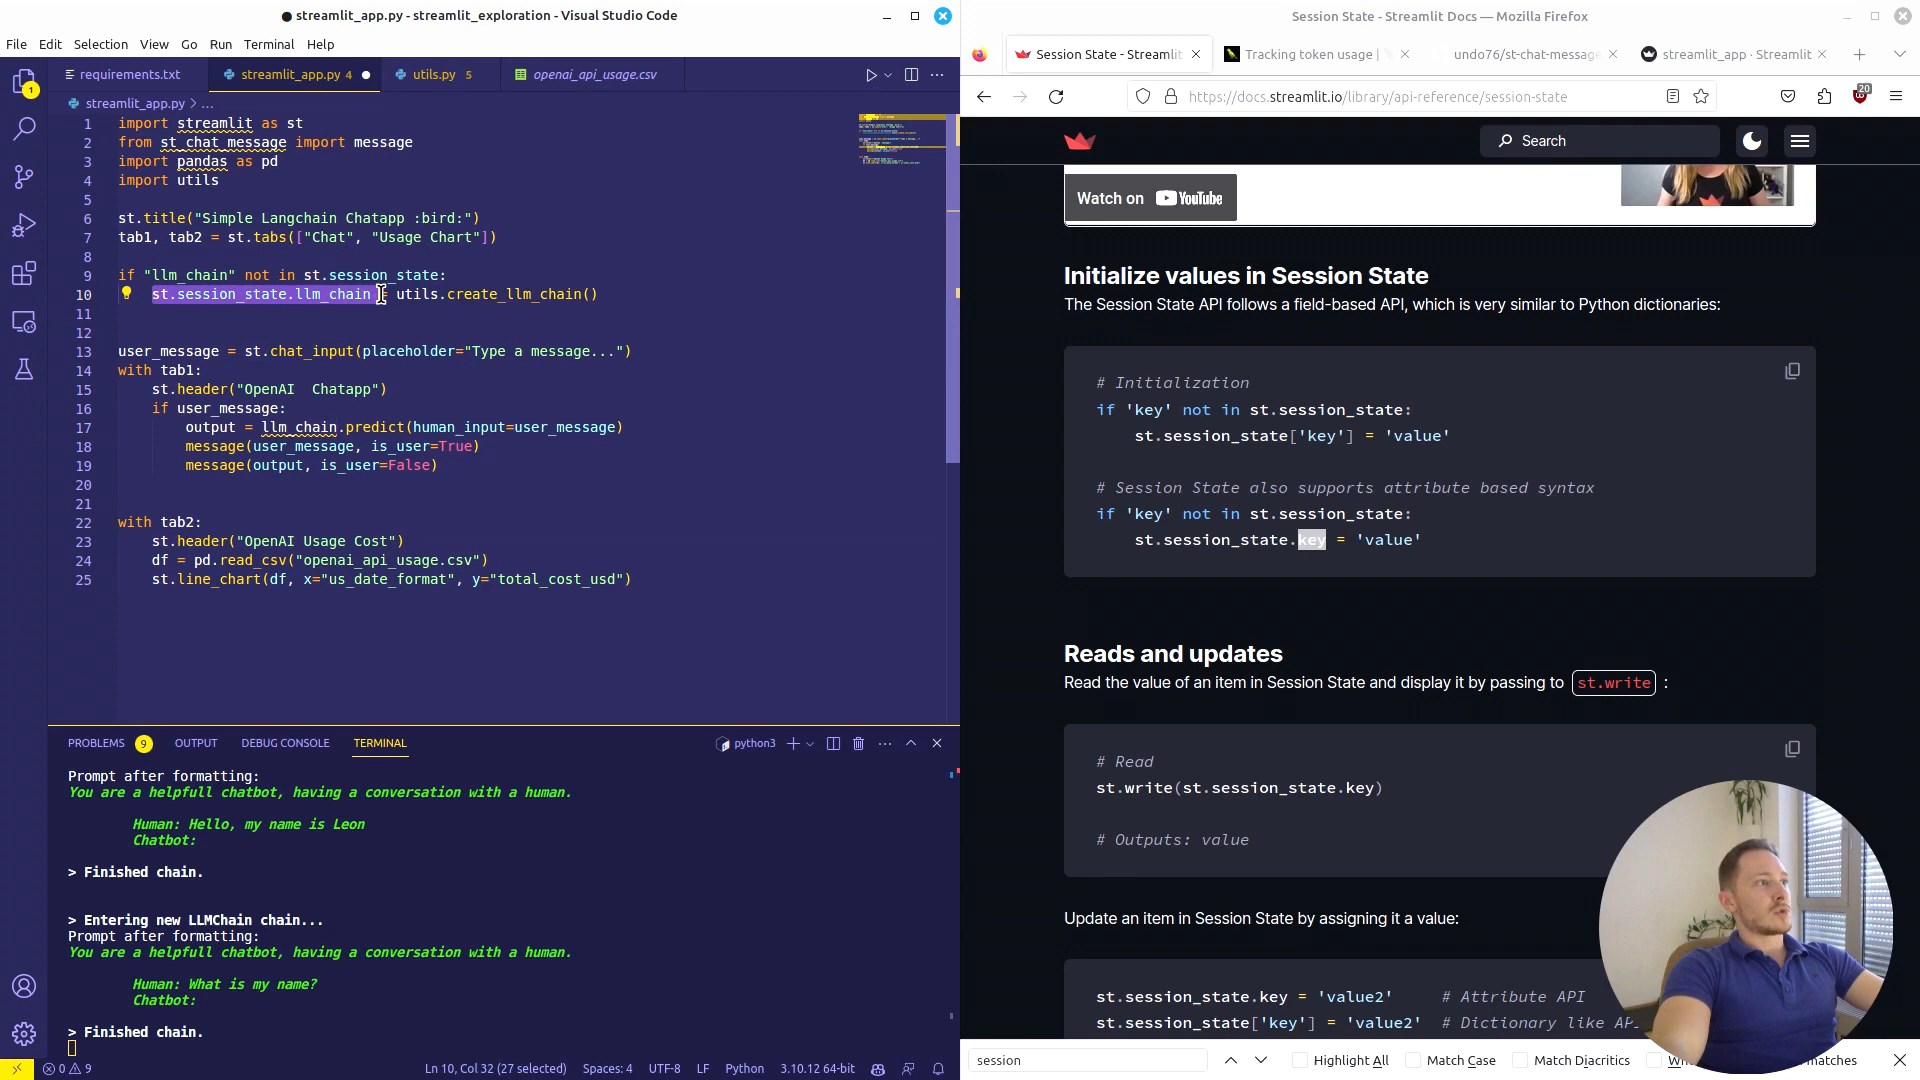 streamlit_app.py - streamlit_exploration - Visual Studio Code
File Edit Selection View Go Run Terminal Help
requirements.txt
streamlit_app.py 4
utils.py 5
openai_api_usage.csv
1
streamlit_app.py > ...
1 import streamlit as st
2 from st_chat_message import message
3 import pandas as pd
4 import utils
5
6 st.title("Simple Langchain Chatapp :bird:")
7 tab1, tab2 = st.tabs(["Chat", "Usage Chart"])
8
9 if "llm_chain" not in st.session_state:
10 st.session_state.llm_chain = utils.create_llm_chain()
11
12
13 user_message = st.chat_input(placeholder="Type a message...")
14 with tab1:
15 st.header("OpenAI  Chatapp")
16 if user_message:
17 output = llm_chain.predict(human_input=user_message)
18 message(user_message, is_user=True)
19 message(output, is_user=False)
20
21
22 with tab2:
23 st.header("OpenAI Usage Cost")
24 df = pd.read_csv("openai_api_usage.csv")
25 st.line_chart(df, x="us_date_format", y="total_cost_usd")
PROBLEMS 9 OUTPUT DEBUG CONSOLE TERMINAL
python3
Prompt after formatting:
You are a helpfull chatbot, having a conversation with a human.
Human: Hello, my name is Leon
Chatbot:
> Finished chain.
> Entering new LLMChain chain...
Prompt after formatting:
You are a helpfull chatbot, having a conversation with a human.
Human: What is my name?
Chatbot:
> Finished chain.
0 9
Ln 10, Col 32 (27 selected) Spaces: 4 UTF-8 LF Python 3.10.12 64-bit
Session State - Streamlit Docs — Mozilla Firefox
Session State - Streamlit
Tracking token usage |
undo76/st-chat-message
streamlit_app · Streamlit
https://docs.streamlit.io/library/api-reference/session-state
20
Search
Watch on YouTube
Initialize values in Session State
The Session State API follows a field-based API, which is very similar to Python dictionaries:
# Initialization
if 'key' not in st.session_state:
st.session_state['key'] = 'value'
# Session State also supports attribute based syntax
if 'key' not in st.session_state:
st.session_state.key = 'value'
Reads and updates
Read the value of an item in Session State and display it by passing to st.write :
# Read
st.write(st.session_state.key)
# Outputs: value
Update an item in Session State by assigning it a value:
st.session_state.key = 'value2' # Attribute API
st.session_state['key'] = 'value2' # Dictionary like
session
Highlight All Match Case Match Diacritics